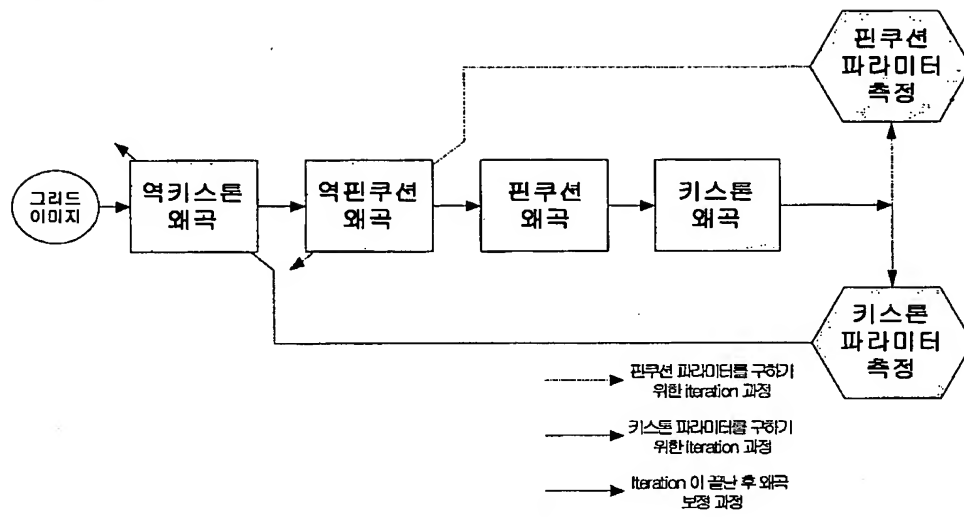 핀쿠션
파라미터
측정
그리드
이미지
역키스톤
왜곡
역핀쿠션
왜곡
핀쿠션
왜곡
키스톤
왜곡
키스톤
파라미터
측정
핀쿠션 파라미터를 구하기
위한 iteration 과정
키스톤 파라미터를 구하기
위한 iteration 과정
Iteration 이 끝난 후 왜곡
보정 과정